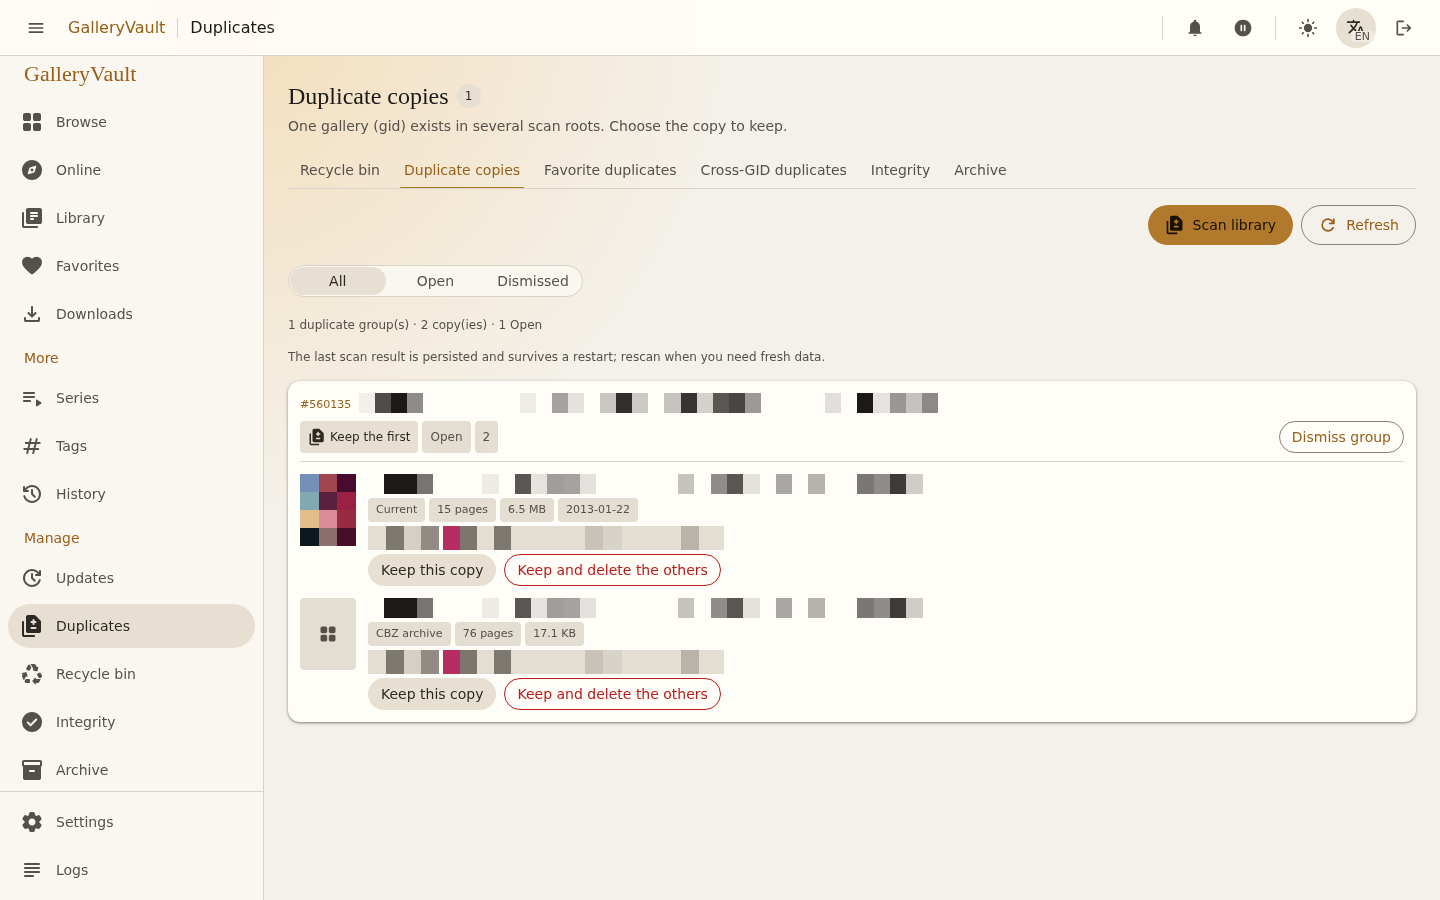 GalleryVault
Duplicates
EN
GalleryVault
Browse
Online
Library
Favorites
Downloads
More
Series
Tags
History
Manage
Updates
Duplicates
Recycle bin
Integrity
Archive
Settings
Logs
Duplicate copies 1
One gallery (gid) exists in several scan roots. Choose the copy to keep.
Recycle bin Duplicate copies Favorite duplicates Cross-GID duplicates Integrity Archive
Scan library Refresh
All Open Dismissed
1 duplicate group(s) · 2 copy(ies) · 1 Open
The last scan result is persisted and survives a restart; rescan when you need fresh data.
#560135
Keep the first Open 2 Dismiss group
Current 15 pages 6.5 MB 2013-01-22
Keep this copy Keep and delete the others
CBZ archive 76 pages 17.1 KB
Keep this copy Keep and delete the others